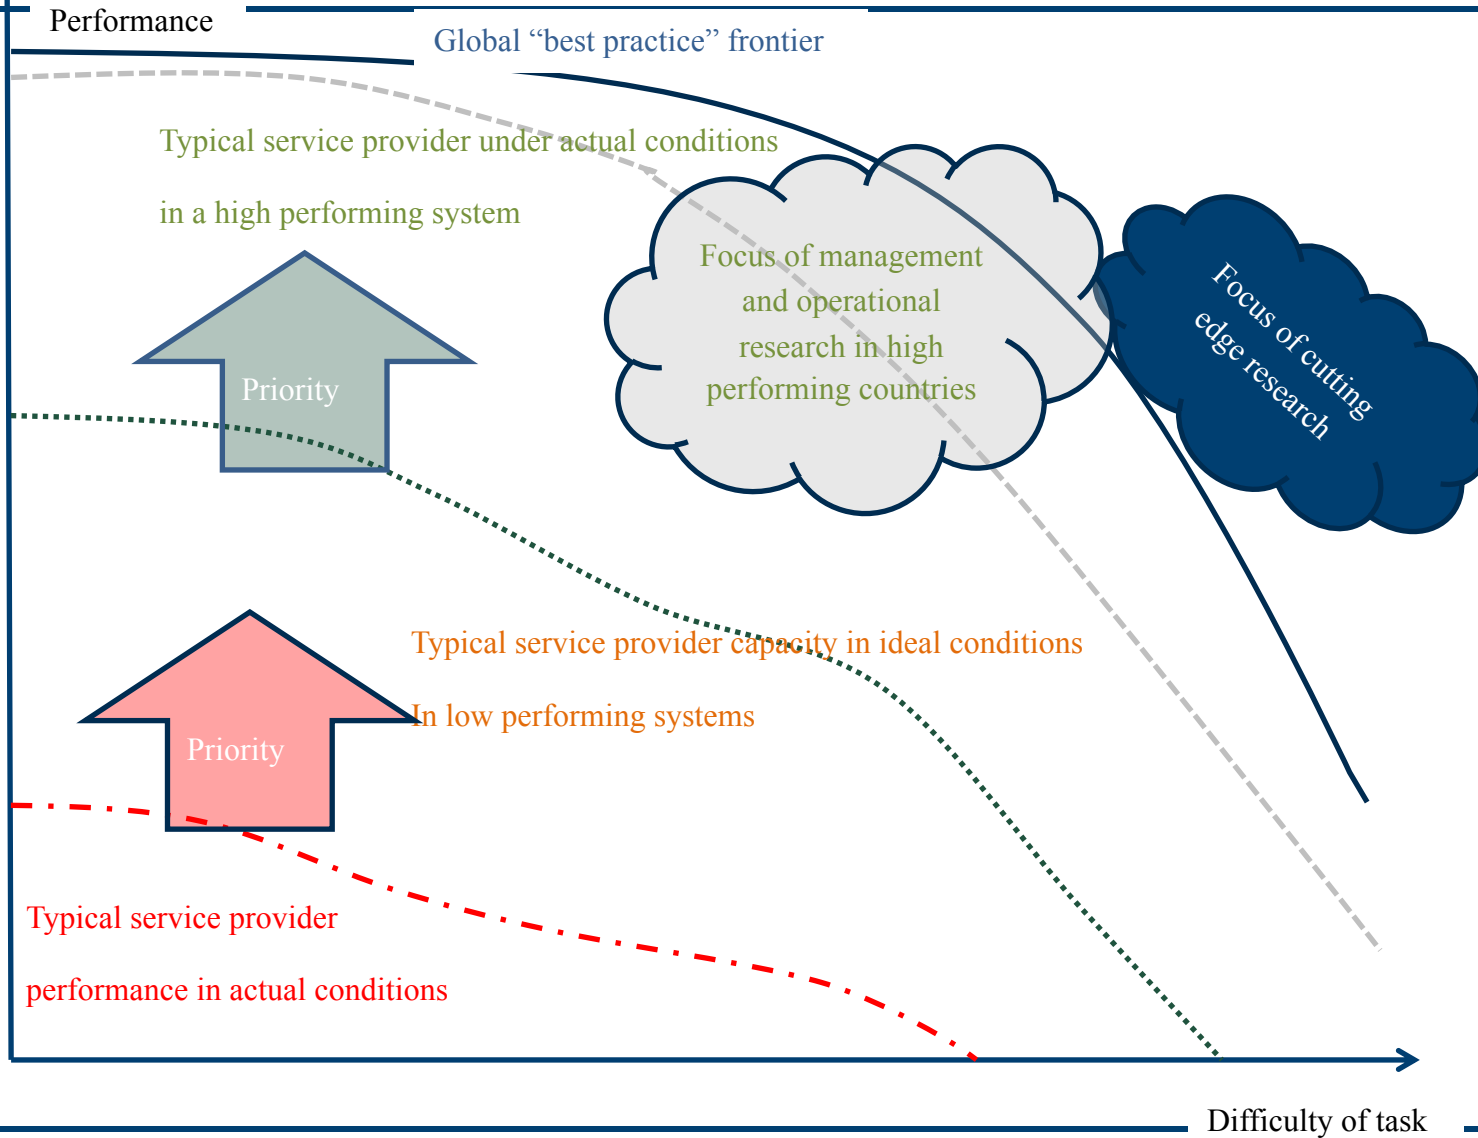 Performance
Global “best practice” frontier
Typical service provider under actual conditions
in a high performing system
Focus of management
and operational
research in high
performing countries
Focus of cutting
edge research
Priority
Typical service provider capacity in ideal conditions
In low performing systems
Priority
Typical service provider
performance in actual conditions
Difficulty of task